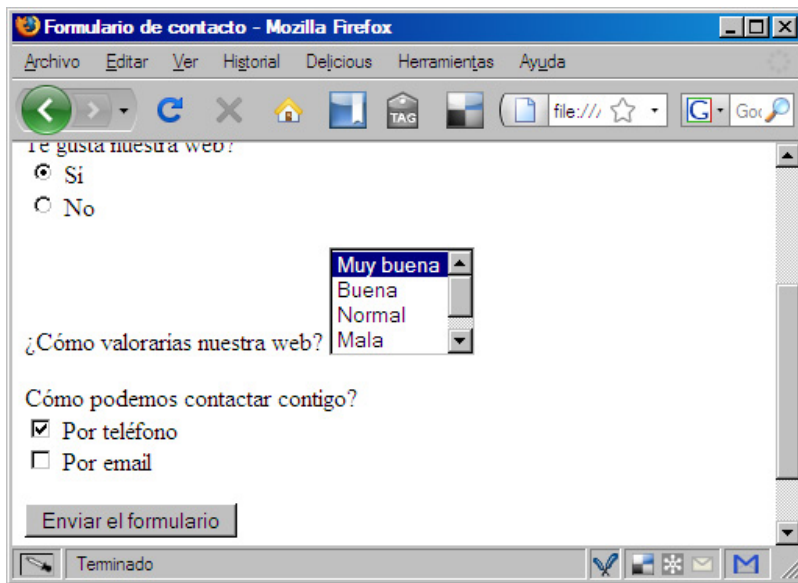 Formulario de contacto - Mozilla Firefox
Archivo Editar Ver Historial Delicious Herramientas Ayuda
TAG file:/// G Goo
Te gusta nuestra web?
Sí
No
Muy buena
Buena
Normal
¿Cómo valorarías nuestra web? Mala
Cómo podemos contactar contigo?
Por teléfono
Por email
Enviar el formulario
Terminado